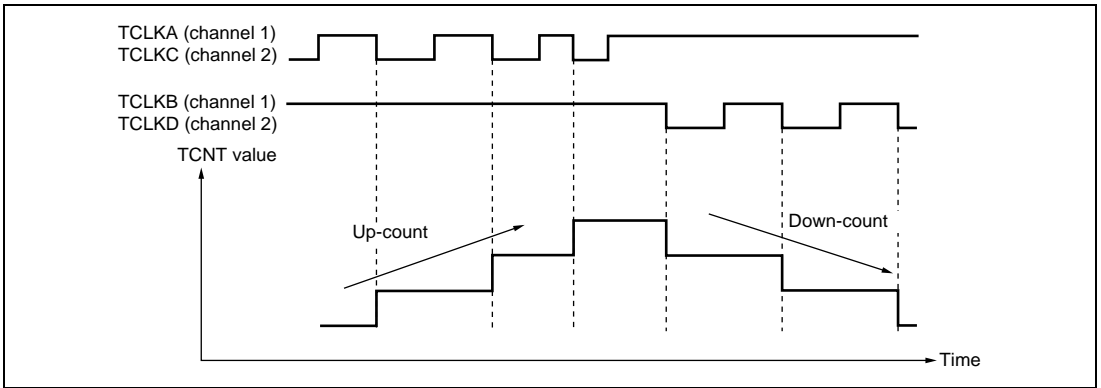 TCLKA (channel 1)
TCLKC (channel 2)
TCLKB (channel 1)
TCLKD (channel 2)
TCNT value
Up-count
Down-count
Time